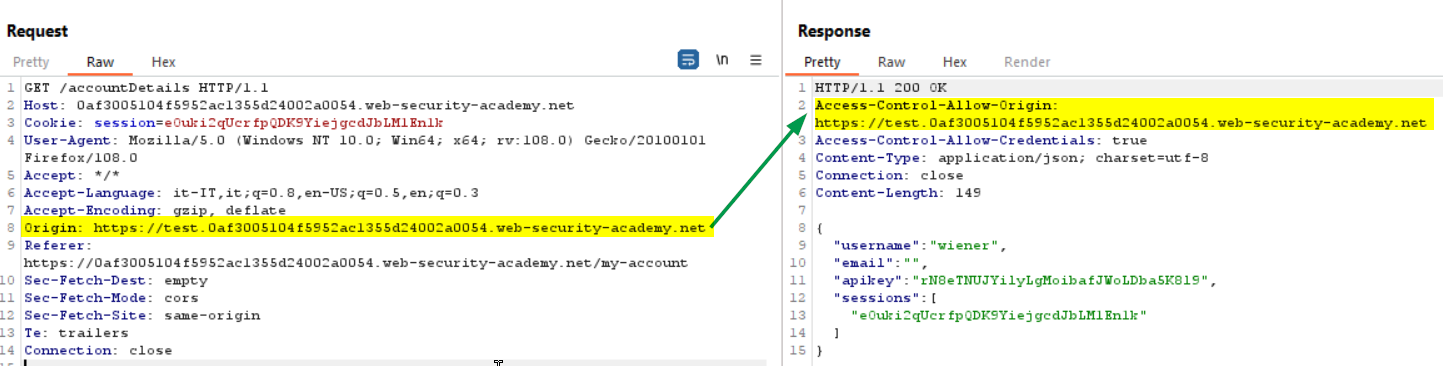 Request
Pretty Raw Hex
\n
1 GET /accountDetails HTTP/1.1
2 Host: 0af3005104f5952ac1355d24002a0054.web-security-academy.net
3 Cookie: session=eOuki2qUcrfpQDK9YiejgcdJbLMlEnlk
4 User-Agent: Mozilla/5.0 (Windows NT 10.0; Win64; x64; rv:108.0) Gecko/20100101
Firefox/108.0
5 Accept: */*
6 Accept-Language: it-IT,it;q=0.8,en-US;q=0.5,en;q=0.3
7 Accept-Encoding: gzip, deflate
8 Origin: https://test.0af3005104f5952ac1355d24002a0054.web-security-academy.net
9 Referer:
https://0af3005104f5952ac1355d24002a0054.web-security-academy.net/my-account
10 Sec-Fetch-Dest: empty
11 Sec-Fetch-Mode: cors
12 Sec-Fetch-Site: same-origin
13 Te: trailers
14 Connection: close
15
Response
Pretty Raw Hex Render
1 HTTP/1.1 200 OK
2 Access-Control-Allow-Origin:
https://test.0af3005104f5952ac1355d24002a0054.web-security-academy.net
3 Access-Control-Allow-Credentials: true
4 Content-Type: application/json; charset=utf-8
5 Connection: close
6 Content-Length: 149
7
8 {
9 "username":"wiener",
10 "email":"",
11 "apikey":"rN8eTNUJYilyLgMoibafJWoLDba5K8l9",
12 "sessions":[
13 "eOuki2qUcrfpQDK9YiejgcdJbLMlEnlk"
14 ]
15 }